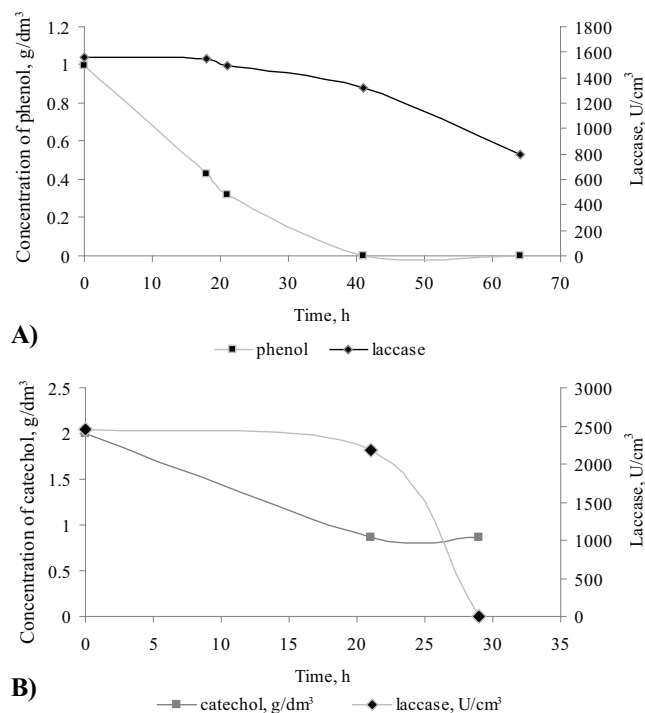 Concentration of phenol, g/dm³
1.2
1
0.8
0.6
0.4
0.2
0
1800
1600
1400
1200
1000
800
600
400
200
0
Laccase, U/cm³
0 10 20 30 40 50 60 70
Time, h
A)
phenol laccase
Concentration of catechol, g/dm³
2.5
2
1.5
1
0.5
0
3000
2500
2000
1500
1000
500
0
Laccase, U/cm³
0 5 10 15 20 25 30 35
Time, h
B)
catechol, g/dm³ laccase, U/cm³